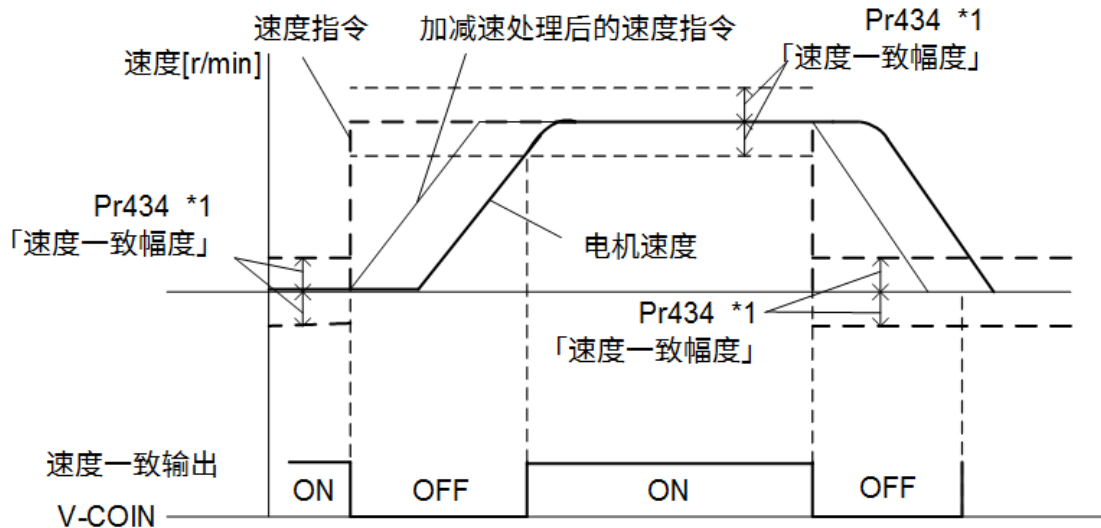 速度指令
加减速处理后的速度指令
Pr434 *1
「速度一致幅度」
速度[r/min]
Pr434 *1
「速度一致幅度」
电机速度
Pr434 *1
「速度一致幅度」
速度一致输出
ON
OFF
ON
OFF
V-COIN